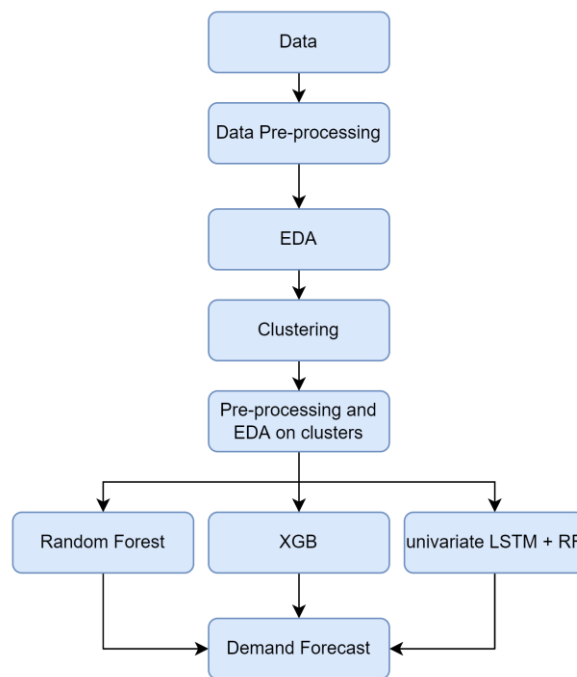 Data
Data Pre-processing
EDA
Clustering
Pre-processing and
EDA on clusters
Random Forest
XGB
univariate LSTM + RF
Demand Forecast